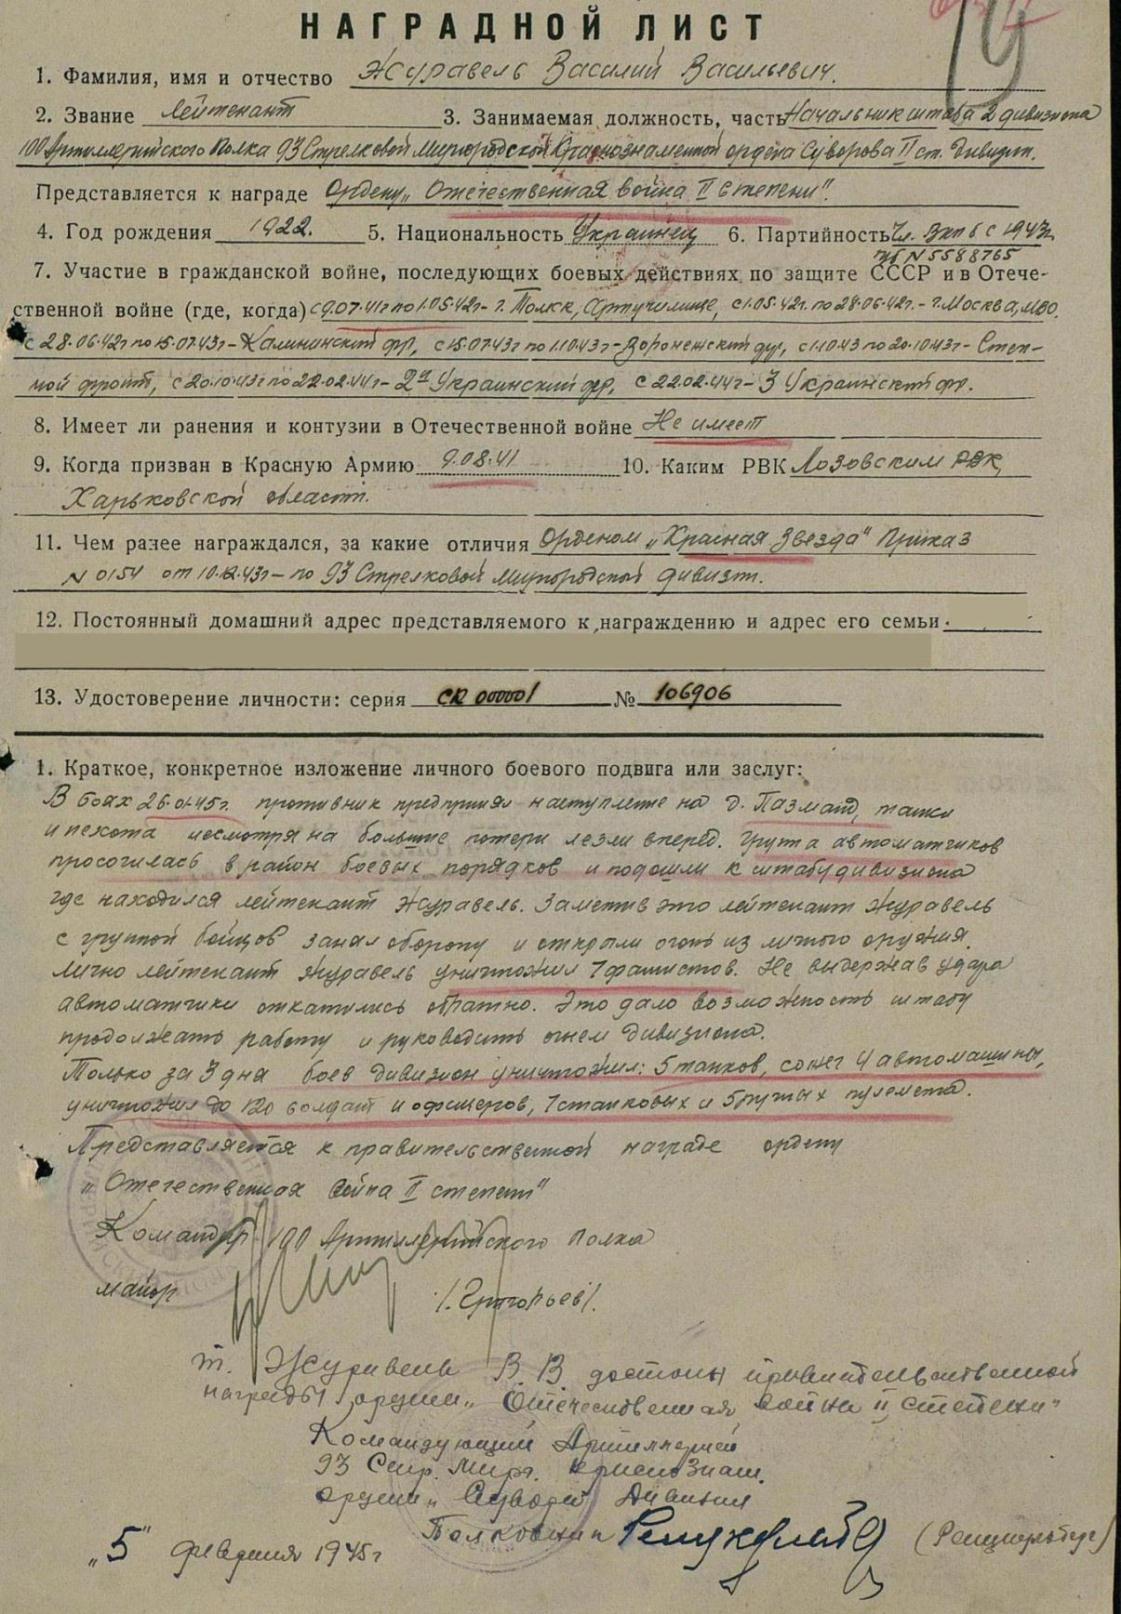 НАГРАДНОЙ ЛИСТ
1. Фамилия, имя и отчество Журавель Василий Васильевич.
2. Звание Лейтенант 3. Занимаемая должность, часть Начальник штаба 2 дивизиона
100 Артиллерийского Полка 93 Стрелковой Миргородской Краснознаменной ордена Суворова II ст. Дивизии.
Представляется к награде Ордену „Отечественная война II степени".
4. Год рождения 1922. 5. Национальность Украинец 6. Партийность Чл. ВКП(б) с 1943г.
п/б N 5588765
7. Участие в гражданской войне, последующих боевых действиях по защите СССР и в Отече-
ственной войне (где, когда) с 9.07.41г по 1.05.42г - г. Томск, Артучилище, с 1.05.42г. по 28.06.42г. - г. Москва, МВО,
с 28.06.42г по 15.07.43г - Калининский фр, с 15.07.43г по 1.10.43г - Воронежский фр, с 1.10.43 по 20.10.43г - Степ-
ной фронт, с 20.10.43г по 22.02.44г - 2й Украинский фр, с 22.02.44г - 3 Украинский фр.
8. Имеет ли ранения и контузии в Отечественной войне Не имеет
9. Когда призван в Красную Армию 9.08.41 10. Каким РВК Лозовским РВК,
Харьковской области.
11. Чем ранее награждался, за какие отличия Орденом „Красная Звезда" Приказ
N 0154 от 10.12.43г - по 93 Стрелковой Миргородской дивизии.
12. Постоянный домашний адрес представляемого к награждению и адрес его семьи
13. Удостоверение личности: серия СК 000001 № 106906
1. Краткое, конкретное изложение личного боевого подвига или заслуг:
В боях 26.01.45г. противник предпринял наступление на д. Пазманд, танки
и пехота несмотря на большие потери лезли вперед. Группа автоматчиков
просочилась в район боевых порядков и подошли к штабу дивизиона
где находился лейтенант Журавель. Заметив это лейтенант Журавель
с группой бойцов занял оборону и открыли огонь из личного оружия.
Лично лейтенант Журавель уничтожил 7 фашистов. Не выдержав удара
автоматчики откатились обратно. Это дало возможность штабу
продолжать работу и руководить огнем дивизиона.
Только за 3 дня боев дивизион уничтожил: 5 танков, сожег 4 автомашины,
уничтожил до 120 солдат и офицеров, 7 станковых и 5 ручных пулемета.
Представляется к правительственной награде ордену
„Отечественная война II степени"
Командир 100 Артиллерийского Полка
майор /Григорьев/.
т. Журавель В. В. достоин правительственной
награды ордена „Отечественная война II степени"
Командующий Артиллерией
93 Стр. Мирг. Краснознам.
ордена „Суворова" Дивизии
Полковник
„5" февраля 1945г